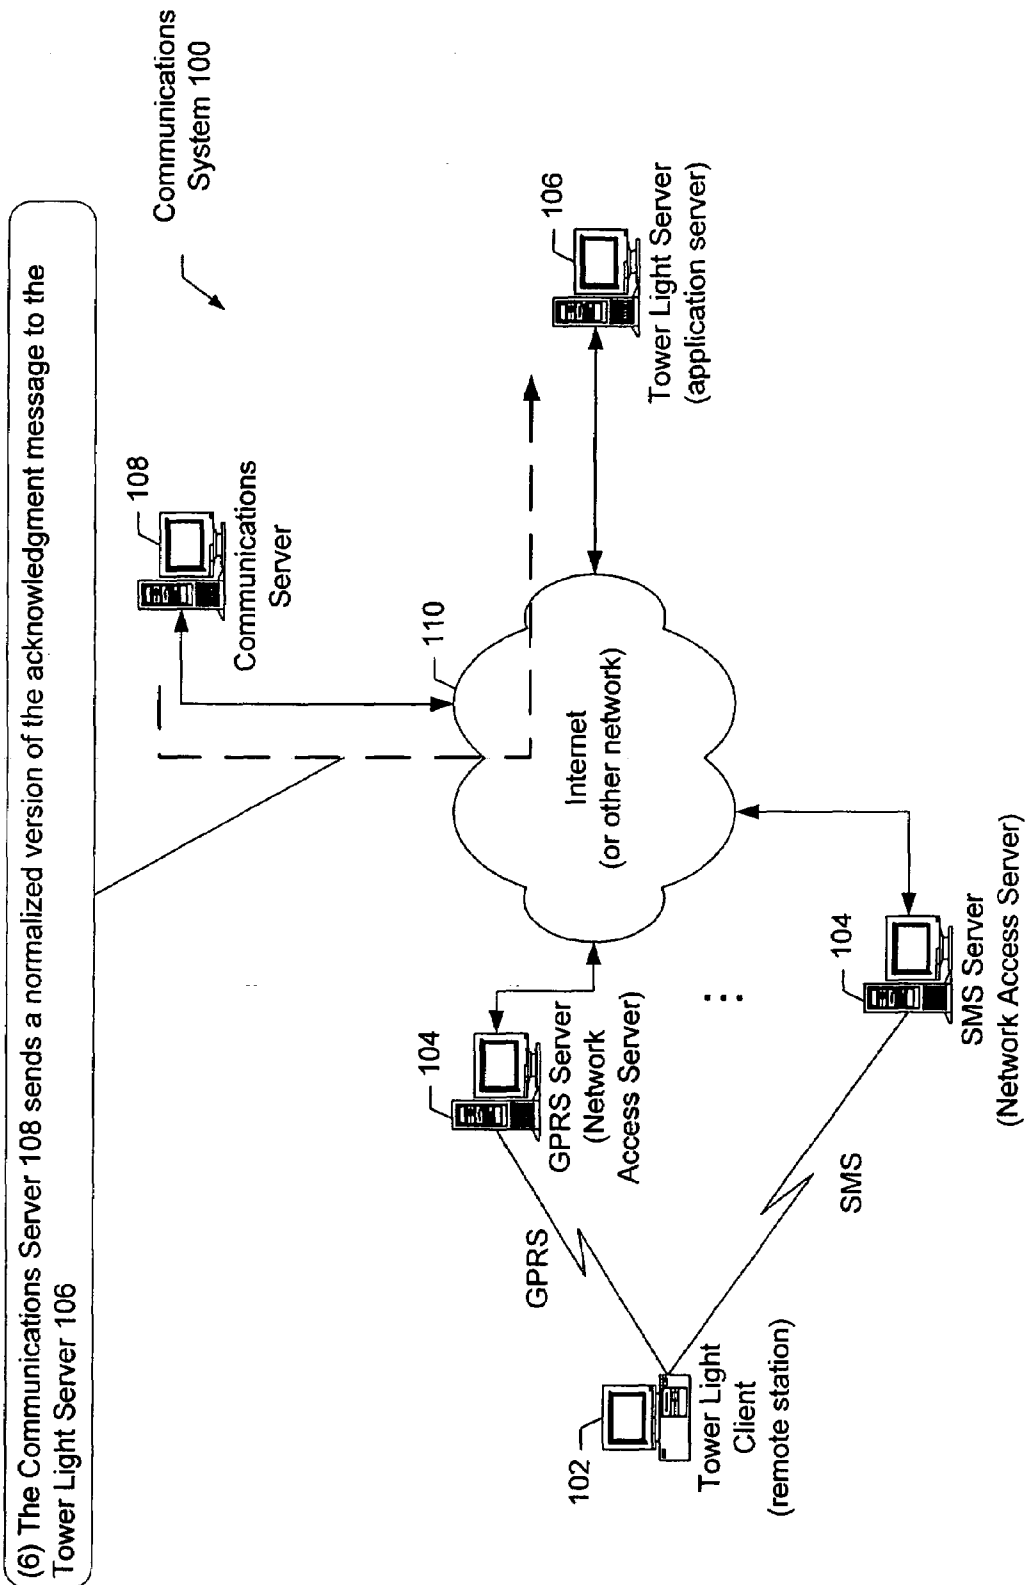 (6) The Communications Server 108 sends a normalized version of the acknowledgment message to the
Tower Light Server 106
Communications
System 100
108
Communications
Server
106
Tower Light Server
(application server)
110
Internet
(or other network)
104
GPRS Server
(Network
Access Server)
...
104
SMS Server
(Network Access Server)
GPRS
SMS
102
Tower Light
Client
(remote station)